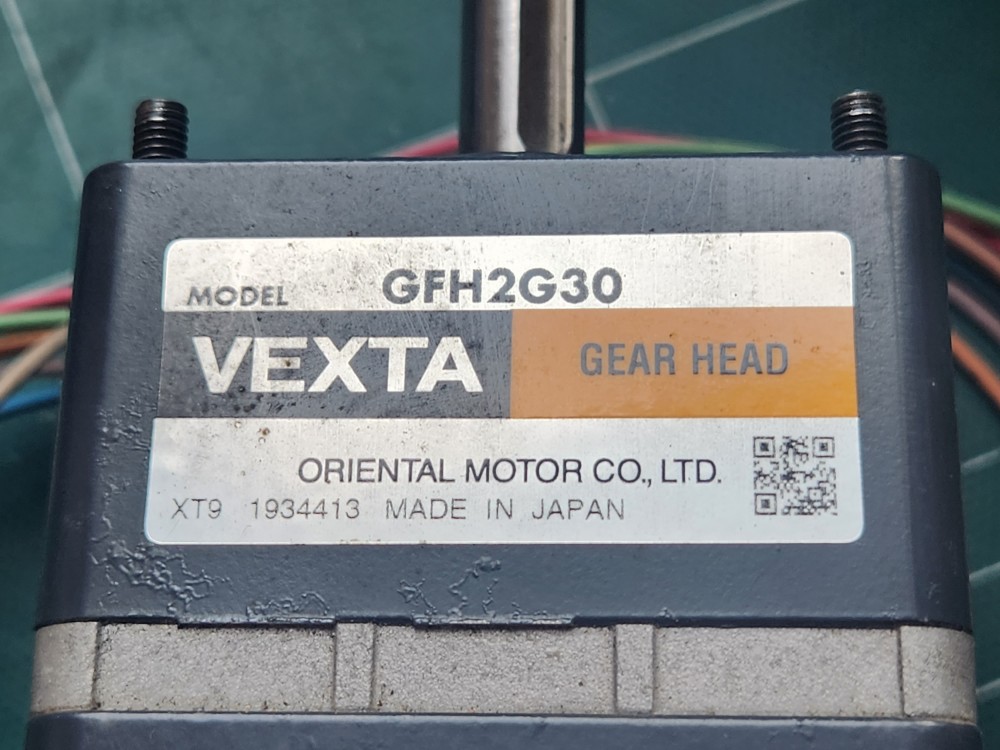 MODEL GFH2G30
VEXTA GEAR HEAD
ORIENTAL MOTOR CO., LTD.
XT9 1934413 MADE IN JAPAN